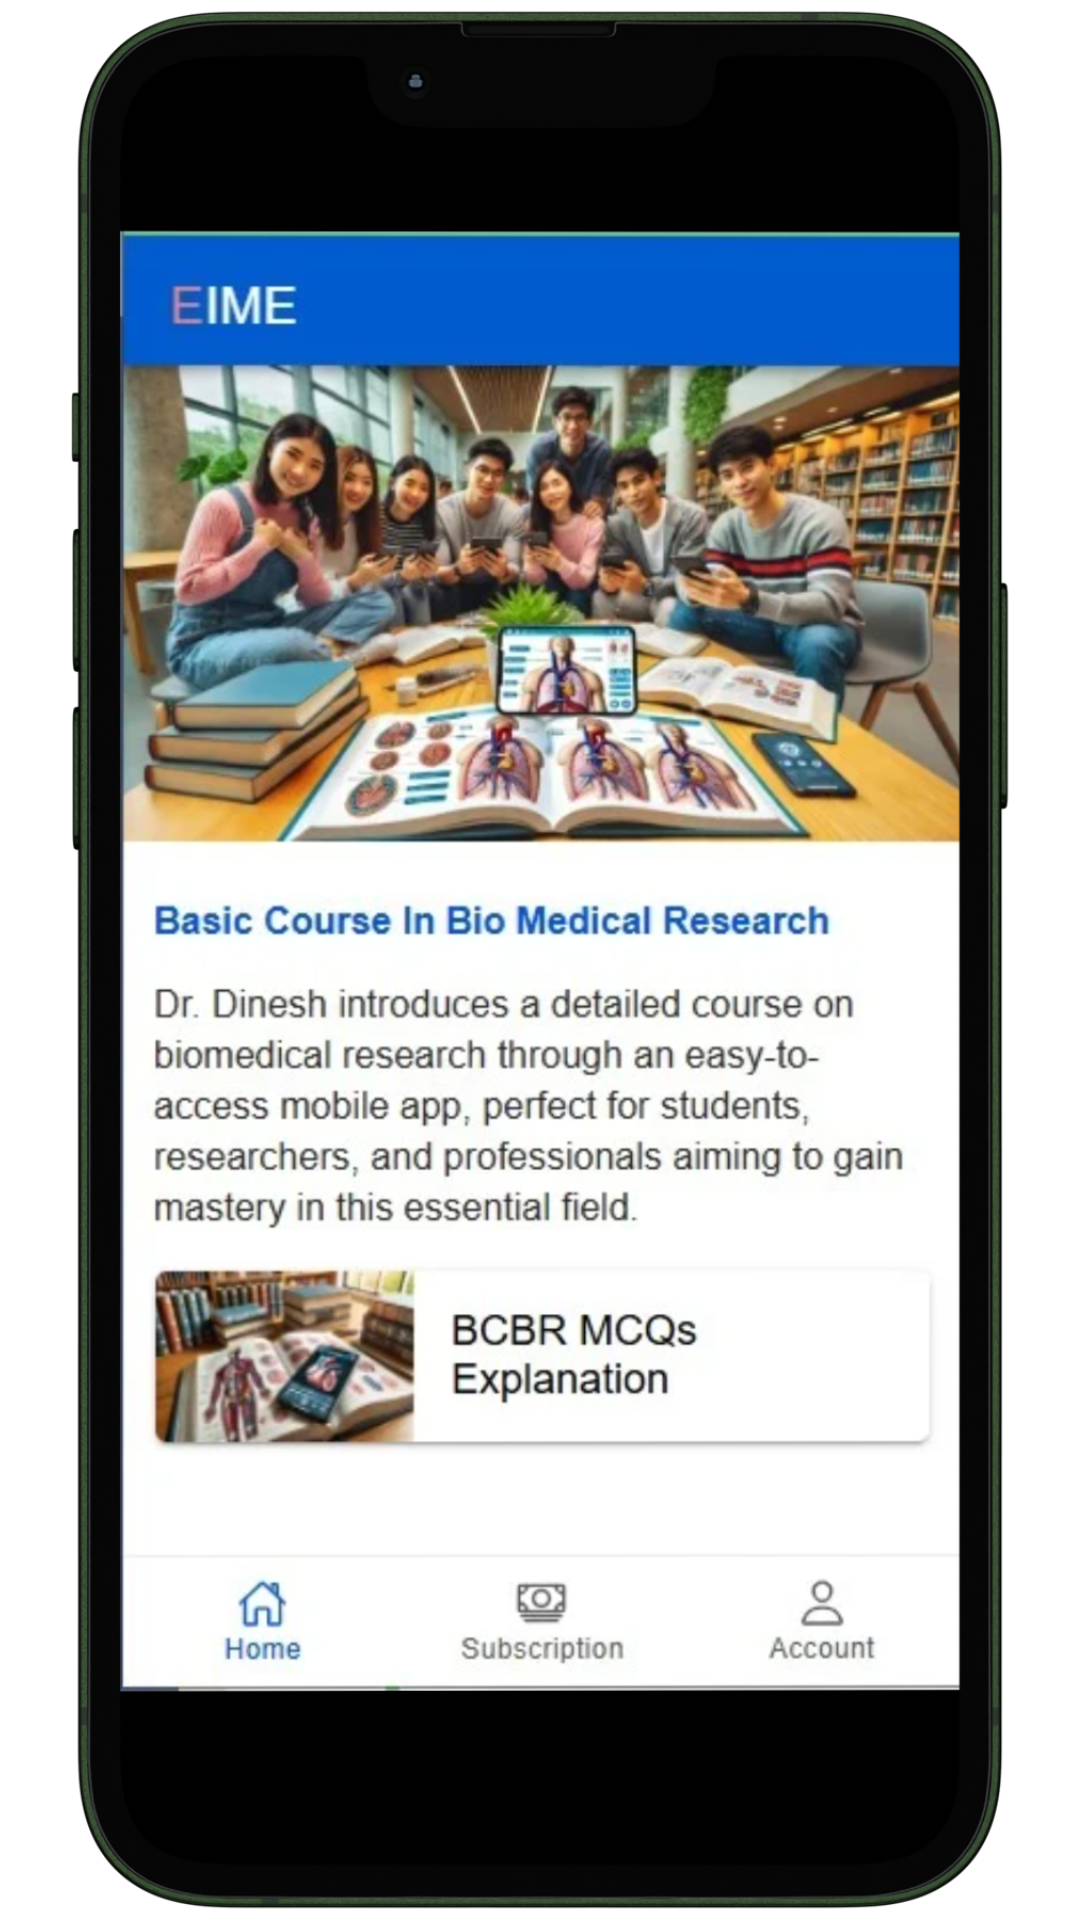 EIME
Basic Course In Bio Medical Research
Dr. Dinesh introduces a detailed course on
biomedical research through an easy-to-
access mobile app, perfect for students,
researchers, and professionals aiming to gain
mastery in this essential field.
BCBR MCQs
Explanation
Home
Subscription
Account